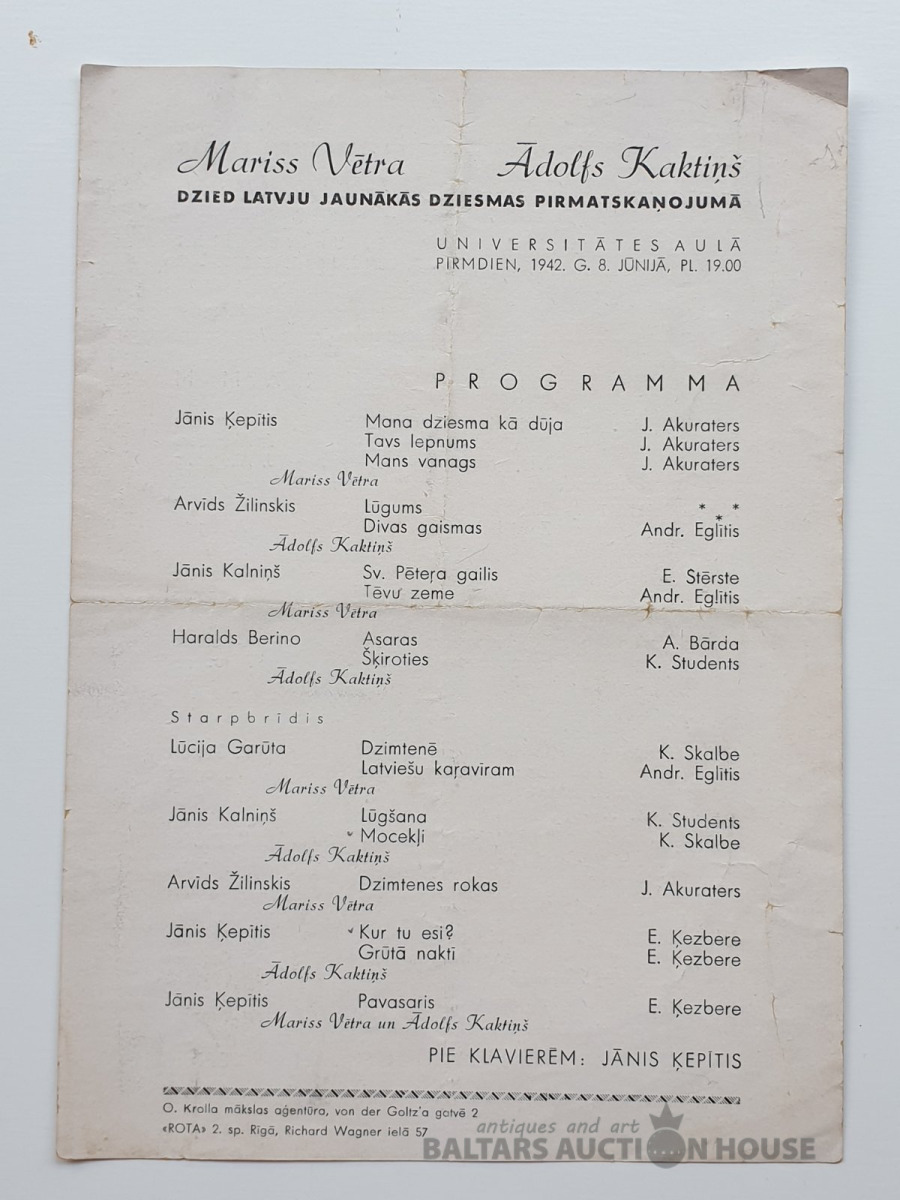 Mariss Vētra Ādolfs Kaktiņš
DZIED LATVJU JAUNĀKĀS DZIESMAS PIRMATSKAŅOJUMĀ
UNIVERSITĀTES AULĀ
PIRMDIEN, 1942. G. 8. JŪNIJĀ, PL. 19.00
PROGRAMMA
Jānis Ķepītis Mana dziesma kā dūja J. Akuraters
Tavs lepnums J. Akuraters
Mans vanags J. Akuraters
Mariss Vētra
Arvīds Žilinskis Lūgums * * *
Divas gaismas Andr. Eglītis
Ādolfs Kaktiņš
Jānis Kalniņš Sv. Pēteŗa gailis E. Stērste
Tēvu zeme Andr. Eglītis
Mariss Vētra
Haralds Berino Asaras A. Bārda
Šķiroties K. Students
Ādolfs Kaktiņš
Starpbrīdis
Lūcija Garūta Dzimtenē K. Skalbe
Latviešu kaŗavīram Andr. Eglītis
Mariss Vētra
Jānis Kalniņš Lūgšana K. Students
Mocekļi K. Skalbe
Ādolfs Kaktiņš
Arvīds Žilinskis Dzimtenes rokas J. Akuraters
Mariss Vētra
Jānis Ķepītis Kur tu esi? E. Ķezbere
Grūtā naktī E. Ķezbere
Ādolfs Kaktiņš
Jānis Ķepītis Pavasaris E. Ķezbere
Mariss Vētra un Ādolfs Kaktiņš
PIE KLAVIERĒM: JĀNIS ĶEPĪTIS
O. Krolla mākslas aģentūra, von der Goltz'a gatvē 2
«ROTA» 2. sp. Rīgā, Richard Wagner ielā 57
antiques and art
BALTARS AUCTION HOUSE